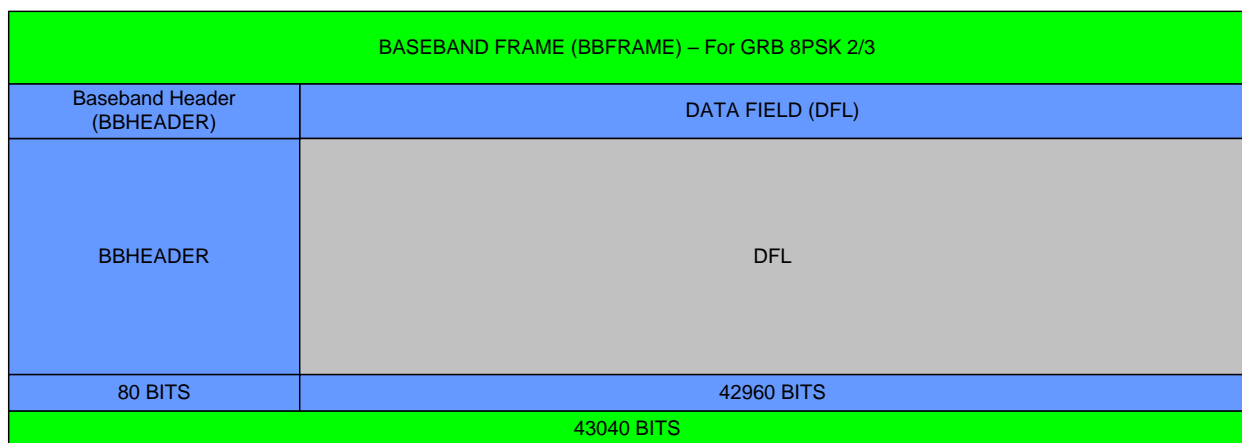 BASEBAND FRAME (BBFRAME) – For GRB 8PSK 2/3
Baseband Header
(BBHEADER)
DATA FIELD (DFL)
BBHEADER
DFL
80 BITS
42960 BITS
43040 BITS